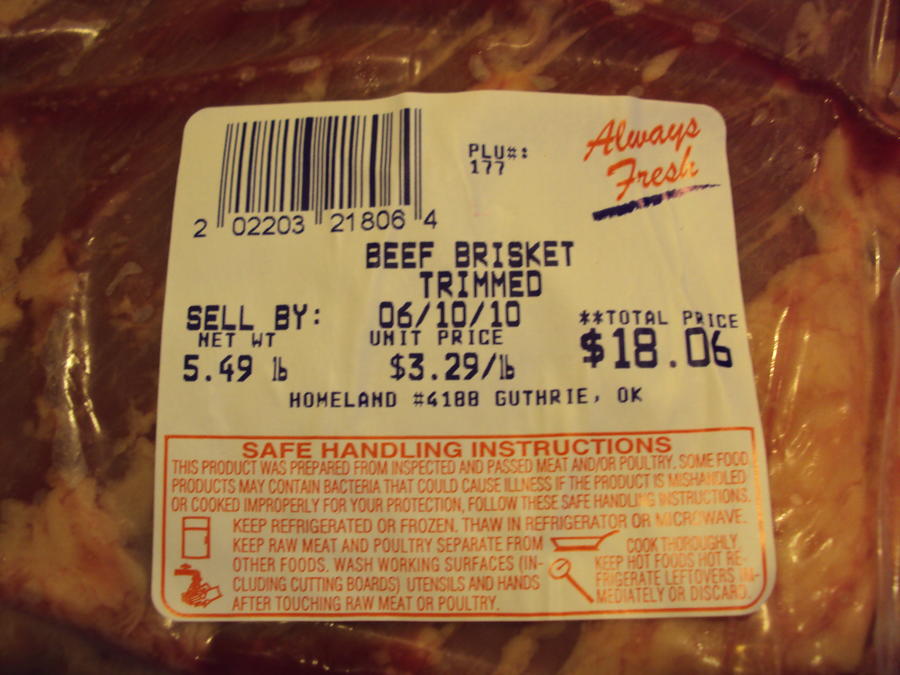 Always
Fresh
PLU#:
177
2 02203 21806 4
BEEF BRISKET
TRIMMED
SELL BY: 06/10/10
NET WT UNIT PRICE **TOTAL PRICE
5.49 lb $3.29/lb $18.06
HOMELAND #4188 GUTHRIE, OK
SAFE HANDLING INSTRUCTIONS
THIS PRODUCT WAS PREPARED FROM INSPECTED AND PASSED MEAT AND/OR POULTRY. SOME FOOD
PRODUCTS MAY CONTAIN BACTERIA THAT COULD CAUSE ILLNESS IF THE PRODUCT IS MISHANDLED
OR COOKED IMPROPERLY FOR YOUR PROTECTION, FOLLOW THESE SAFE HANDLING INSTRUCTIONS.
KEEP REFRIGERATED OR FROZEN. THAW IN REFRIGERATOR OR MICROWAVE.
KEEP RAW MEAT AND POULTRY SEPARATE FROM
OTHER FOODS. WASH WORKING SURFACES (IN-
CLUDING CUTTING BOARDS) UTENSILS AND HANDS
AFTER TOUCHING RAW MEAT OR POULTRY.
COOK THOROUGHLY
KEEP HOT FOODS HOT RE-
FRIGERATE LEFTOVERS IM-
MEDIATELY OR DISCARD.